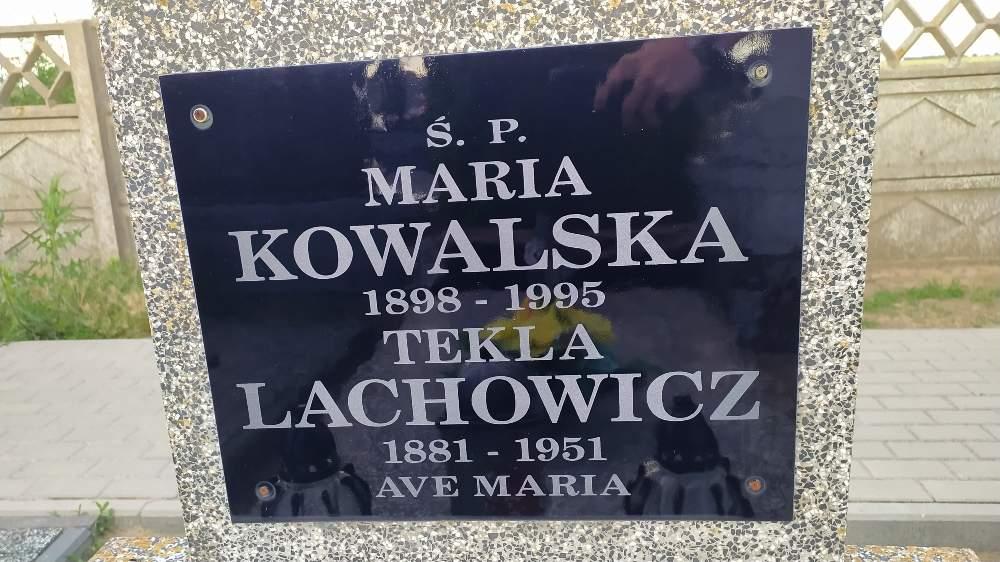 Ś. P.
MARIA
KOWALSKA
1898 - 1995
TEKLA
LACHOWICZ
1881 - 1951
AVE MARIA